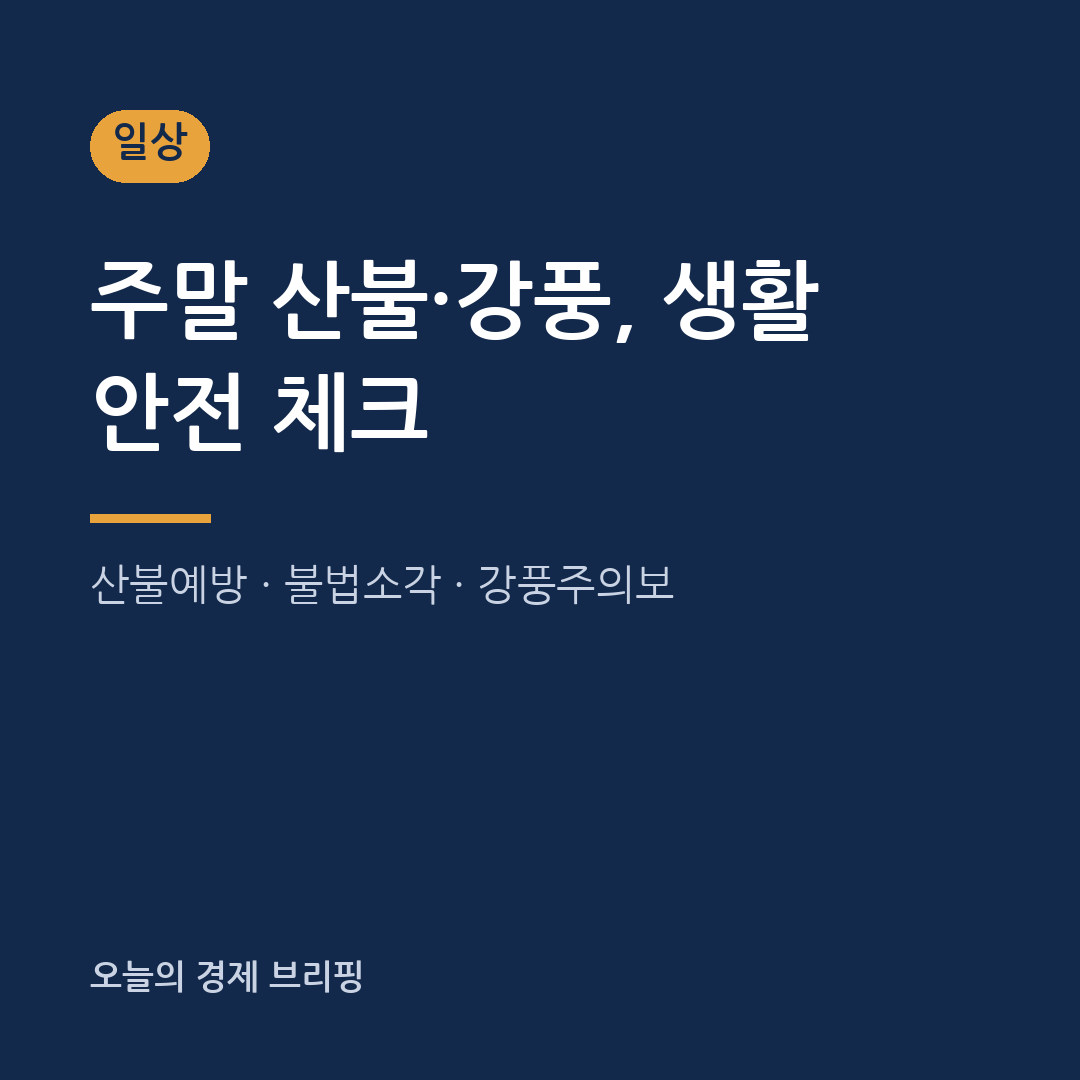 일상
주말 산불·강풍, 생활
안전 체크
산불예방 · 불법소각 · 강풍주의보
오늘의 경제 브리핑